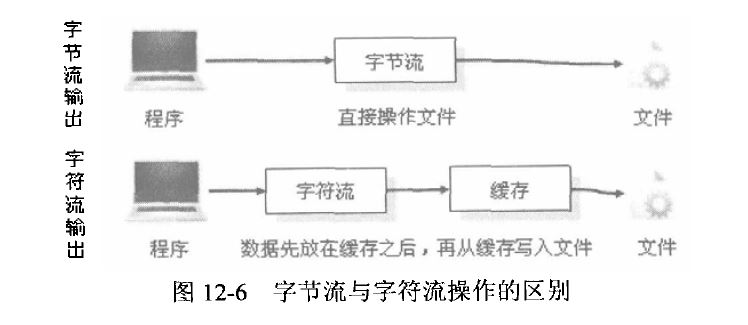 字节流输出
字节流
程序
直接操作文件
文件
字符流输出
字符流
缓存
程序
数据先放在缓存之后，再从缓存写入文件
文件
图 12-6 字节流与字符流操作的区别